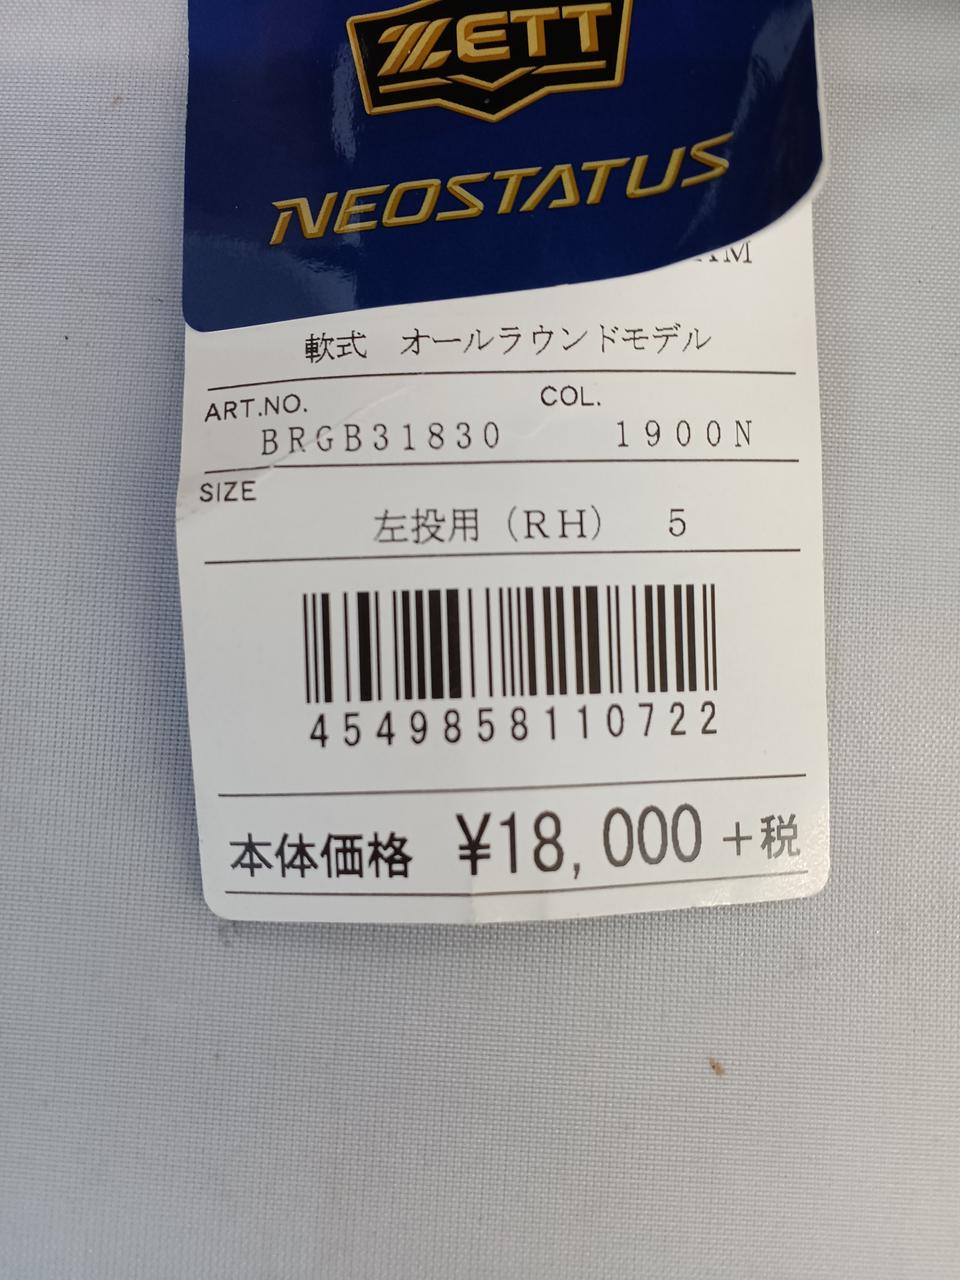 ZETT
NEOSTATUS
軟式　オールラウンドモデル
ART.NO.　COL.
BRGB31830　1900N
SIZE
左投用（RH）　5
4549858110722
本体価格　¥18,000＋税